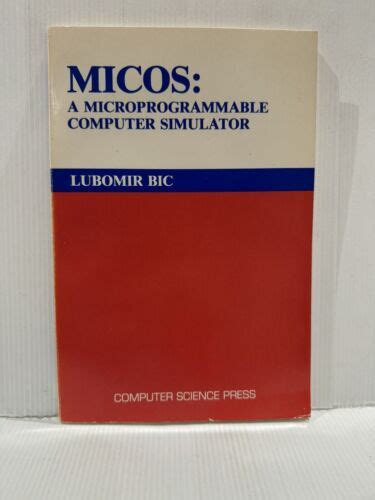 MICOS:
A MICROPROGRAMMABLE
COMPUTER SIMULATOR
LUBOMIR BIC
COMPUTER SCIENCE PRESS